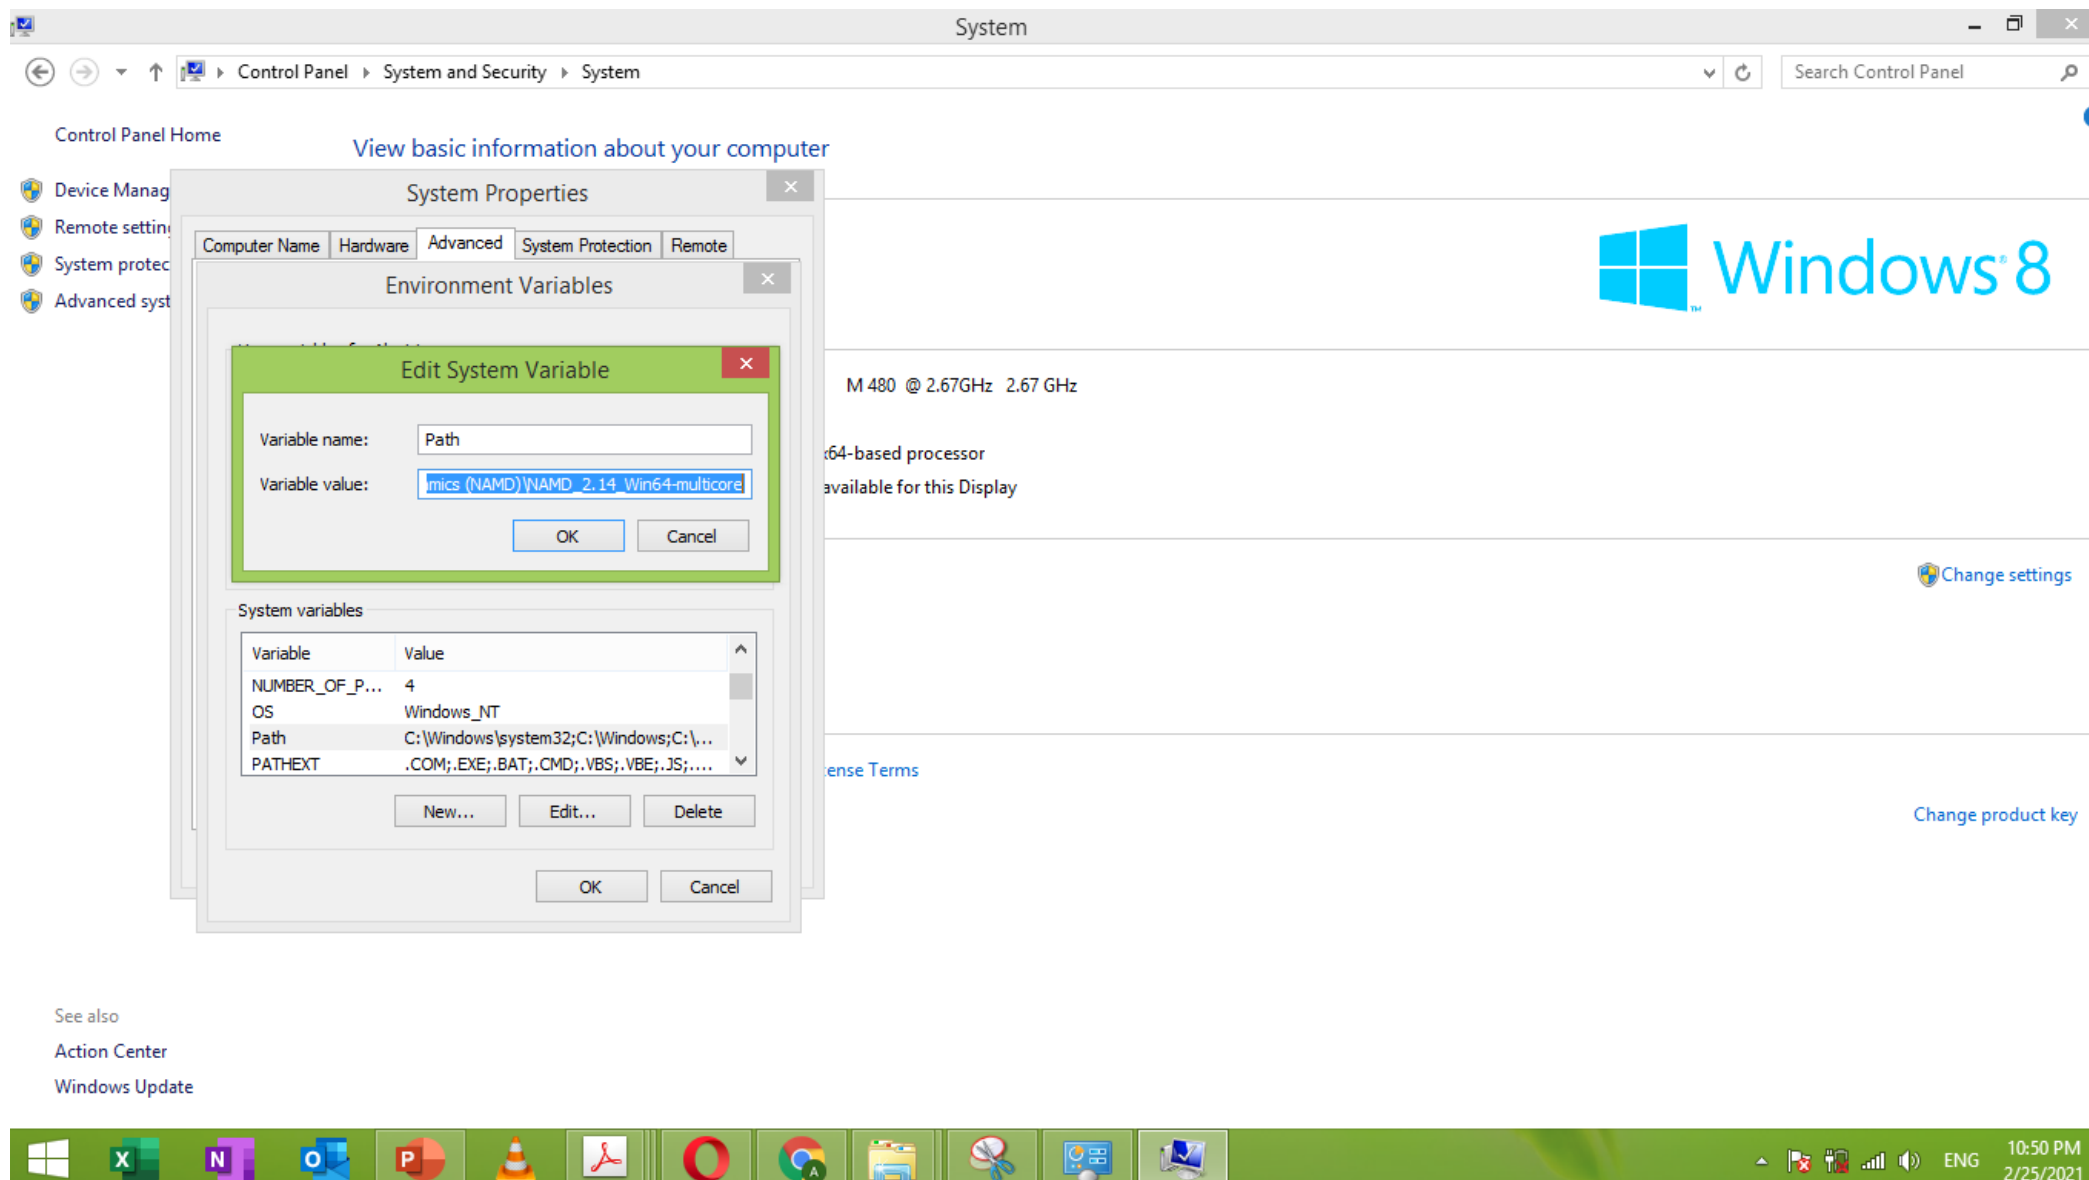 System
Control Panel System and Security System
Search Control Panel
Control Panel Home
View basic information about your computer
Device Manag
Remote settin
System protec
Advanced syst
System Properties
Computer Name Hardware Advanced System Protection Remote
Environment Variables
Windows 8
Edit System Variable
M 480 @ 2.67GHz 2.67 GHz
Variable name: Path
x64-based processor
Variable value: mics (NAMD)\NAMD_2.14_Win64-multicore
available for this Display
OK Cancel
Change settings
System variables
Variable Value
NUMBER_OF_P... 4
OS Windows_NT
Path C:\Windows\system32;C:\Windows;C:\...
PATHEXT .COM;.EXE;.BAT;.CMD;.VBS;.VBE;.JS;....
ense Terms
New... Edit... Delete
Change product key
OK Cancel
See also
Action Center
Windows Update
ENG
10:50 PM
2/25/2021